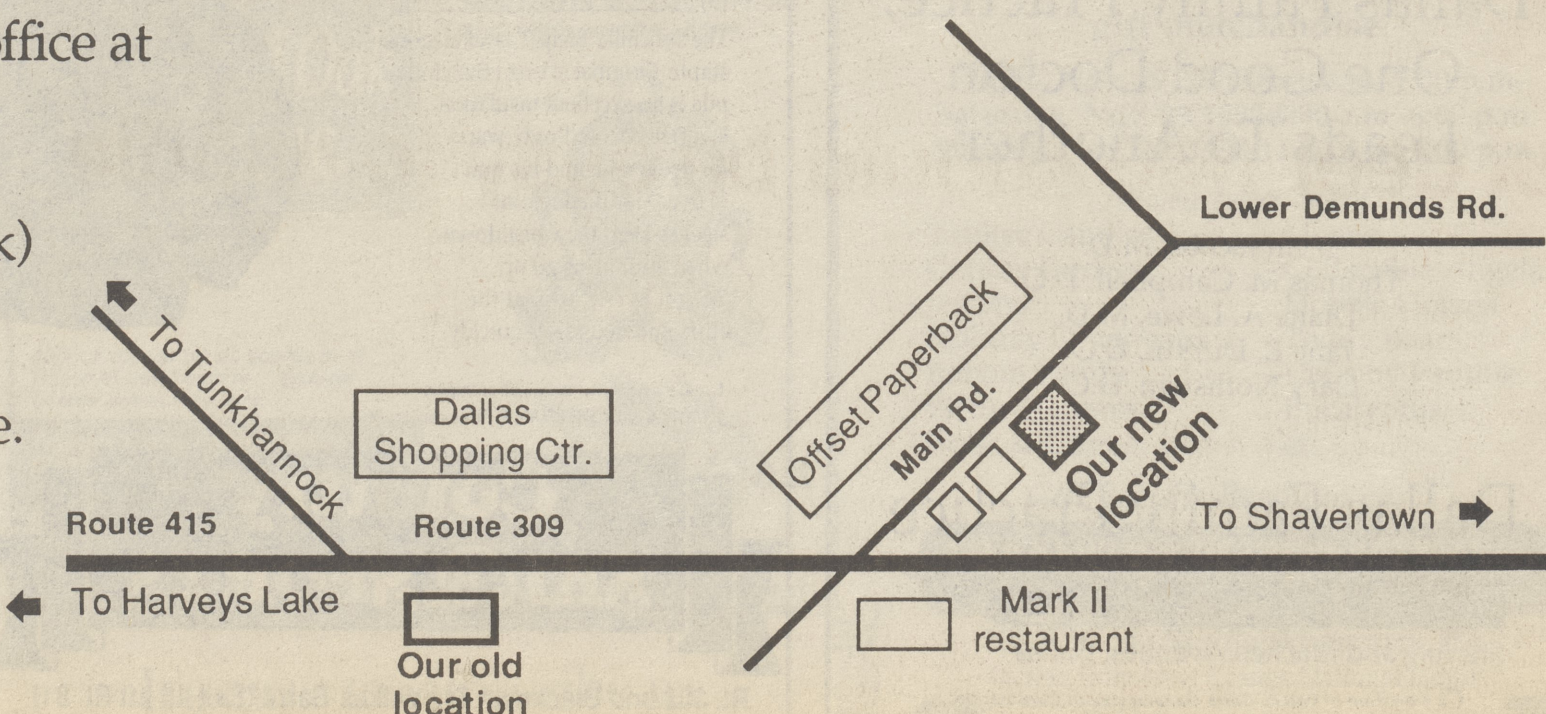 office at
k)
e.
Lower Demunds Rd.
To Tunkhannock
Dallas
Shopping Ctr.
Offset Paperback
Main Rd.
Our new
location
Route 415
Route 309
To Shavertown
To Harveys Lake
Mark II
restaurant
Our old
location